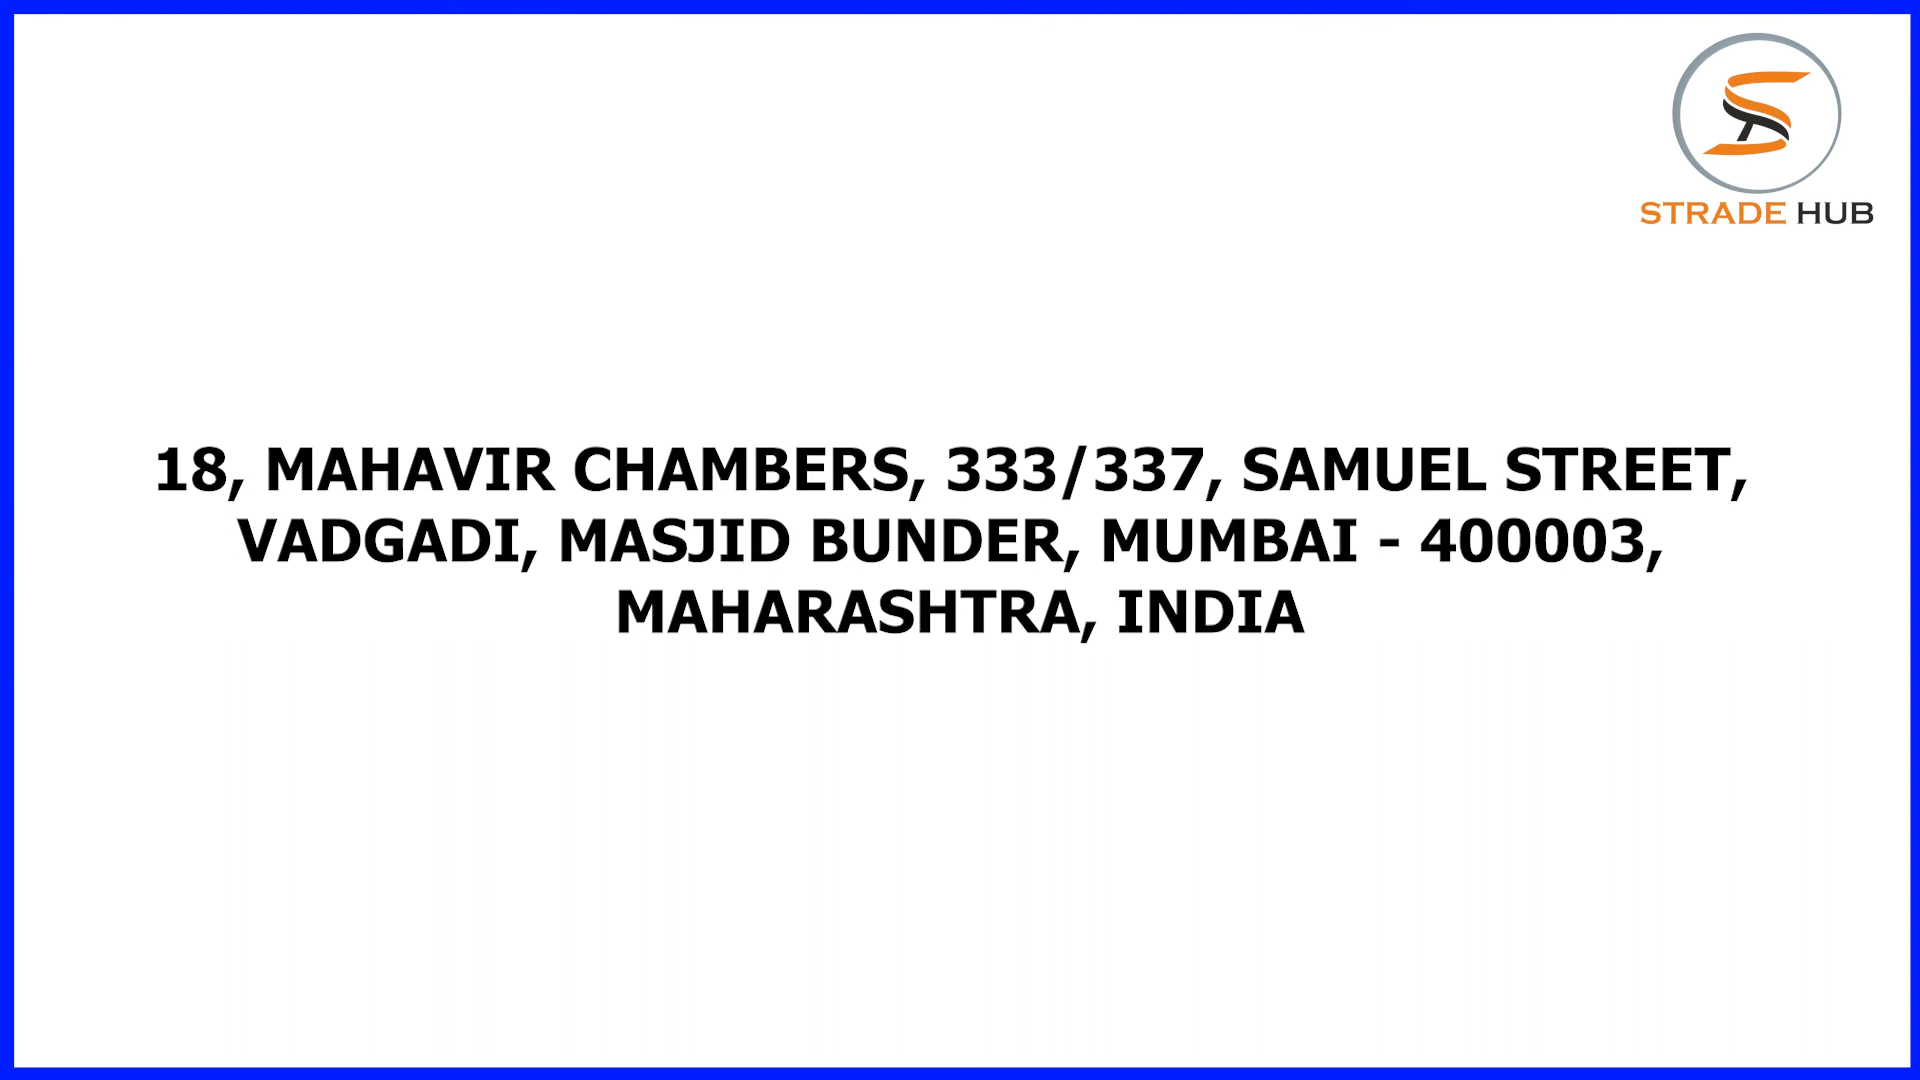 STRADE HUB
18, MAHAVIR CHAMBERS, 333/337, SAMUEL STREET,
VADGADI, MASJID BUNDER, MUMBAI - 400003,
MAHARASHTRA, INDIA